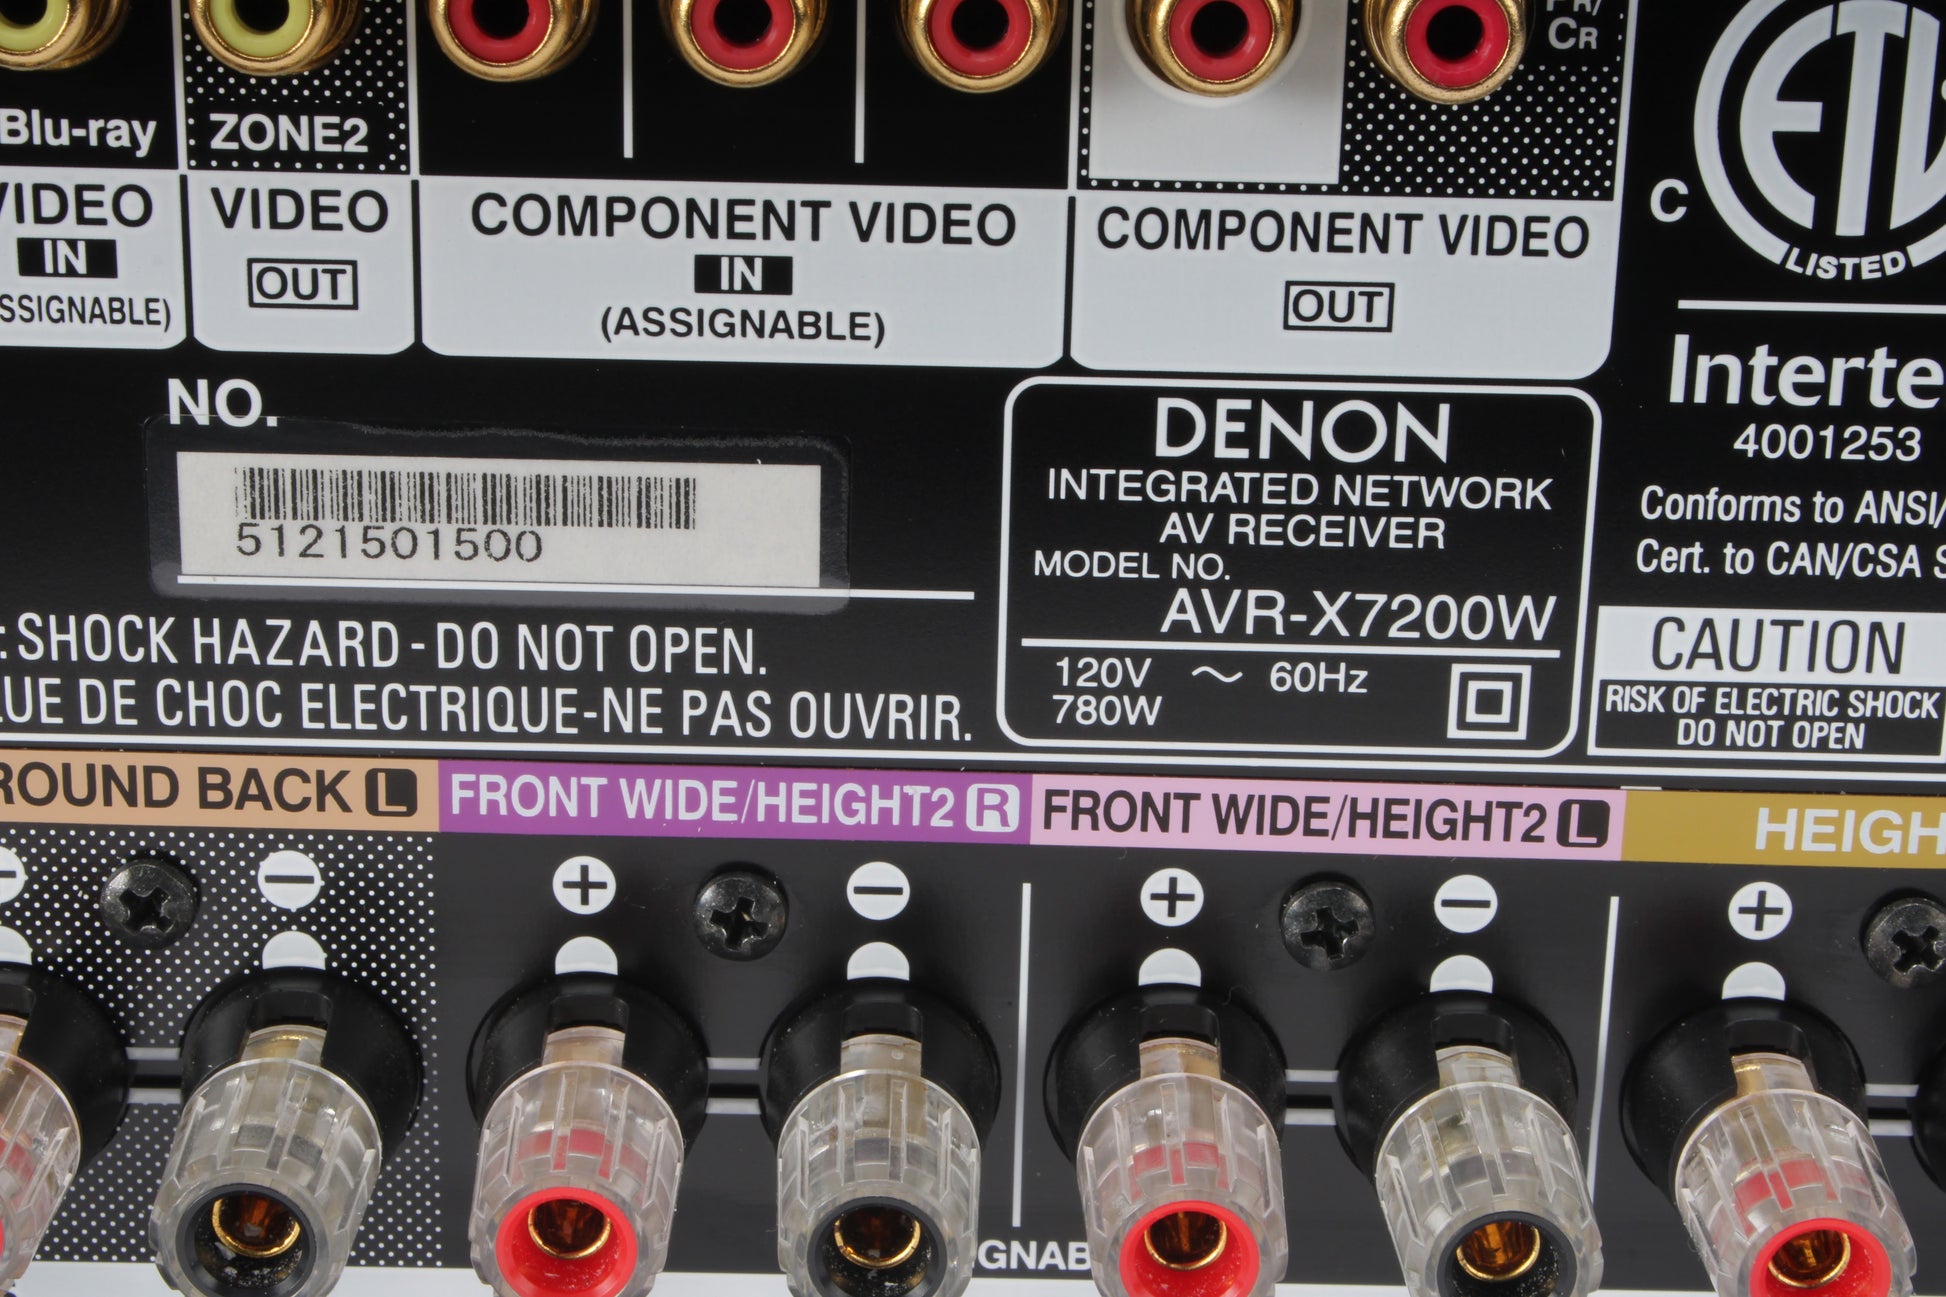 CR
Blu-ray
ZONE2
VIDEO
IN
VIDEO
OUT
COMPONENT VIDEO
IN
(ASSIGNABLE)
COMPONENT VIDEO
OUT
C
ETL
LISTED
NO.
5121501500
DENON
INTEGRATED NETWORK
AV RECEIVER
MODEL NO.
AVR-X7200W
120V ～ 60Hz
780W
4001253
Conforms to ANSI/
Cert. to CAN/CSA S
CAUTION
RISK OF ELECTRIC SHOCK
DO NOT OPEN
: SHOCK HAZARD - DO NOT OPEN.
UE DE CHOC ELECTRIQUE-NE PAS OUVRIR.
ROUND BACK L
FRONT WIDE/HEIGHT2 R
FRONT WIDE/HEIGHT2 L
HEIGH
+ − + − +